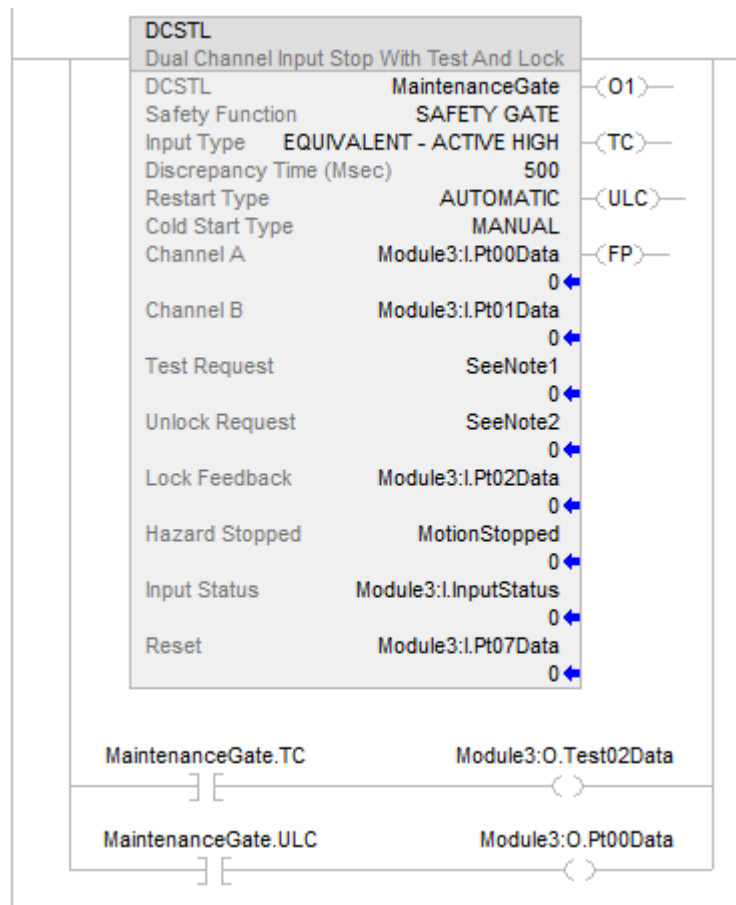 DCSTL
Dual Channel Input Stop With Test And Lock
DCSTL MaintenanceGate (O1)
Safety Function SAFETY GATE
Input Type EQUIVALENT - ACTIVE HIGH (TC)
Discrepancy Time (Msec) 500
Restart Type AUTOMATIC (ULC)
Cold Start Type MANUAL
Channel A Module3:I.Pt00Data (FP)
0
Channel B Module3:I.Pt01Data
0
Test Request SeeNote1
0
Unlock Request SeeNote2
0
Lock Feedback Module3:I.Pt02Data
0
Hazard Stopped MotionStopped
0
Input Status Module3:I.InputStatus
0
Reset Module3:I.Pt07Data
0
MaintenanceGate.TC Module3:O.Test02Data
MaintenanceGate.ULC Module3:O.Pt00Data